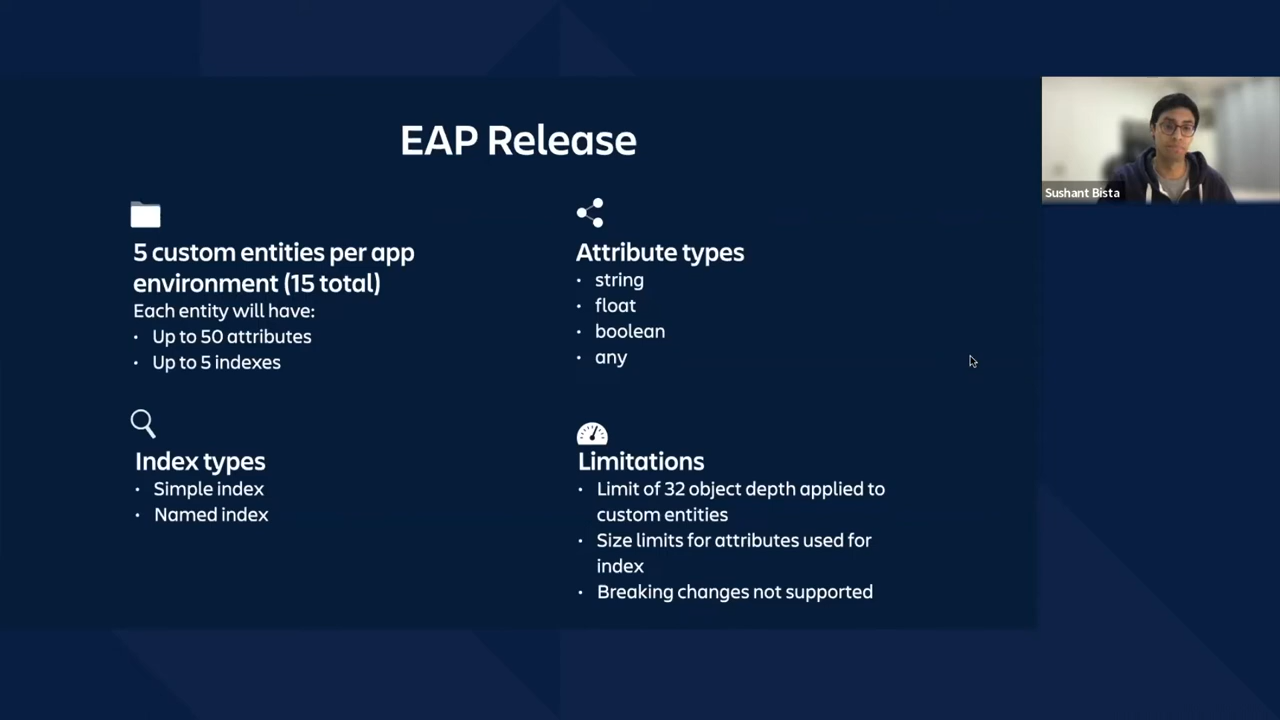 EAP Release
5 custom entities per app
environment (15 total)
Each entity will have:
· Up to 50 attributes
· Up to 5 indexes
Attribute types
· string
· float
· boolean
· any
Index types
· Simple index
· Named index
Limitations
· Limit of 32 object depth applied to
custom entities
· Size limits for attributes used for
index
· Breaking changes not supported
Sushant Bista